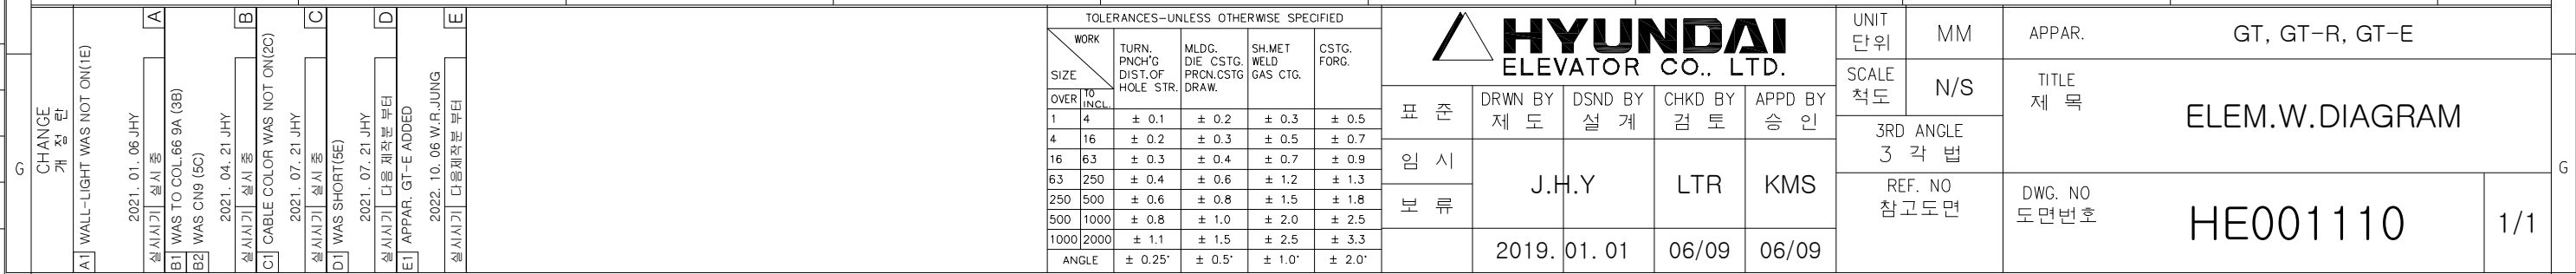 G
CHANGE
개 정 란
A
A1 WALL-LIGHT WAS NOT ON(1E)
2021. 01. 06 JHY
실시시기 실시 중
B
B1 WAS TO COL.66 9A (3B)
B2 WAS CN9 (5C)
2021. 04. 21 JHY
실시시기 실시 중
C
C1 CABLE COLOR WAS NOT ON(2C)
2021. 07. 21 JHY
실시시기 실시 중
D
D1 WAS SHORT(5E)
2021. 07. 21 JHY
실시시기 다음 제작분 부터
E
E1 APPAR. GT-E ADDED
2022. 10. 06 W.R.JUNG
실시시기 다음제작분 부터
TOLERANCES-UNLESS OTHERWISE SPECIFIED
WORK
SIZE
OVER TO INCL.
TURN.
PNCH'G
DIST.OF
HOLE STR.
MLDG.
DIE CSTG.
PRCN.CSTG
DRAW.
SH.MET
WELD
GAS CTG.
CSTG.
FORG.
1 4 ± 0.1 ± 0.2 ± 0.3 ± 0.5
4 16 ± 0.2 ± 0.3 ± 0.5 ± 0.7
16 63 ± 0.3 ± 0.4 ± 0.7 ± 0.9
63 250 ± 0.4 ± 0.6 ± 1.2 ± 1.3
250 500 ± 0.6 ± 0.8 ± 1.5 ± 1.8
500 1000 ± 0.8 ± 1.0 ± 2.0 ± 2.5
1000 2000 ± 1.1 ± 1.5 ± 2.5 ± 3.3
ANGLE ± 0.25° ± 0.5° ± 1.0° ± 2.0°
HYUNDAI
ELEVATOR CO., LTD.
표 준
임 시
보 류
DRWN BY
제 도
DSND BY
설 계
CHKD BY
검 토
APPD BY
승 인
J.H.Y LTR KMS
2019. 01. 01 06/09 06/09
UNIT
단위
MM
SCALE
척도
N/S
3RD ANGLE
3 각 법
REF. NO
참고도면
APPAR.
GT, GT-R, GT-E
TITLE
제 목
ELEM.W.DIAGRAM
DWG. NO
도면번호
HE001110
1/1
G